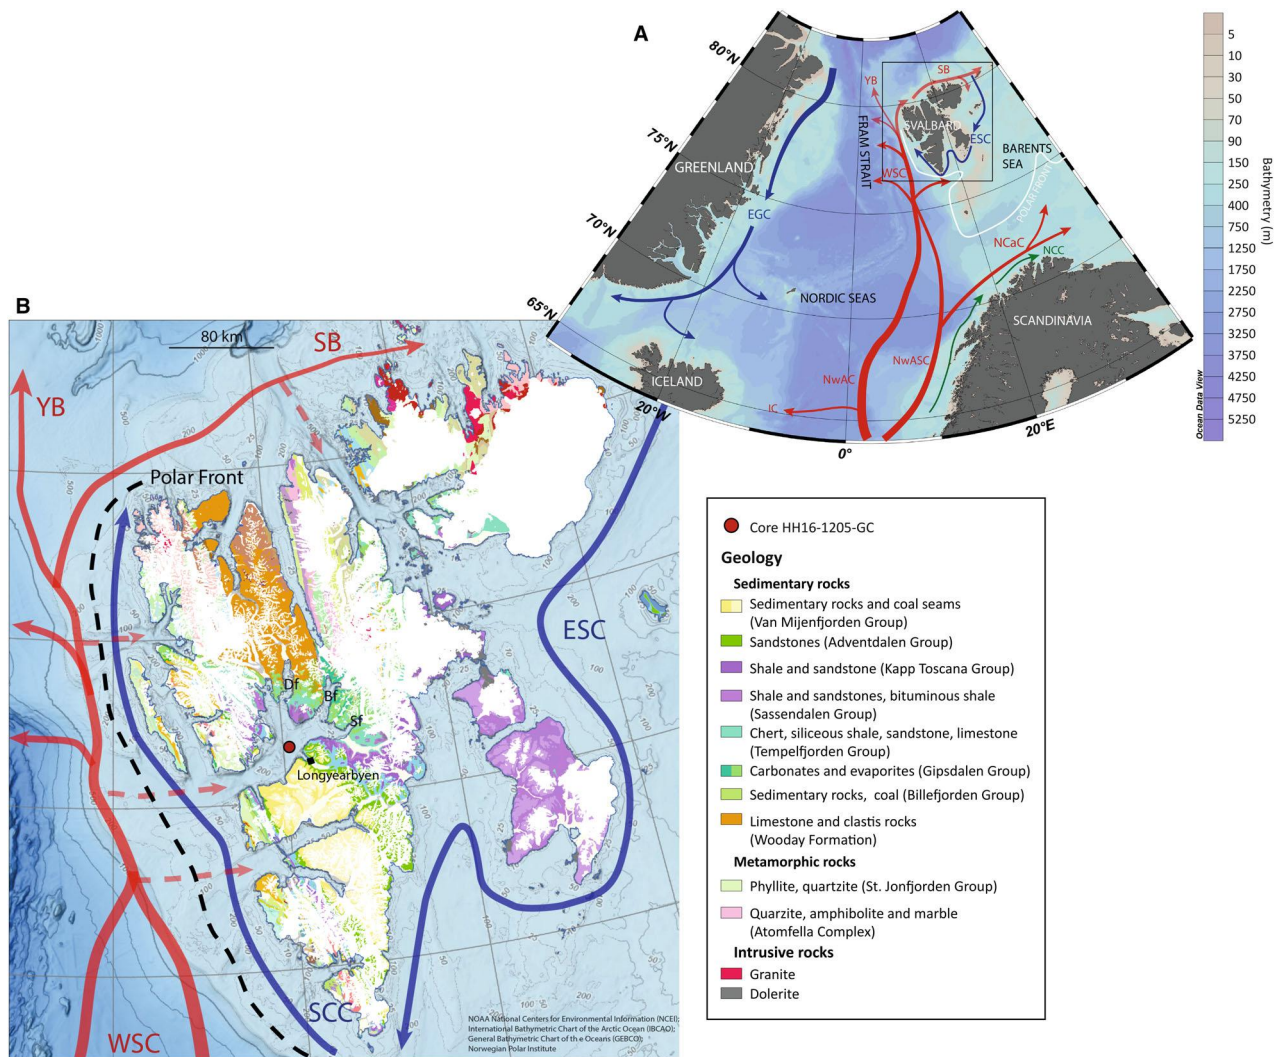 A
80°N
75°N
70°N
65°N
20°W
0°
20°E
GREENLAND
FRAM STRAIT
YB
SB
SVALBARD
ESC
BARENTS
SEA
POLAR FRONT
WSC
EGC
NCaC
NCC
NORDIC SEAS
SCANDINAVIA
ICELAND
NwAC
NwASC
IC
5
10
30
50
70
90
150
250
400
750
1250
1750
2250
2750
3250
3750
4250
4750
5250
Bathymetry (m)
Ocean Data View
B
80 km
SB
YB
Polar Front
ESC
Df
Bf
Sf
Longyearbyen
SCC
WSC
NOAA National Centers for Environmental Information (NCEI);
International Bathymetric Chart of the Arctic Ocean (IBCAO);
General Bathymetric Chart of th e Oceans (GEBCO);
Norwegian Polar Institute
Core HH16-1205-GC
Geology
Sedimentary rocks
Sedimentary rocks and coal seams
(Van Mijenfjorden Group)
Sandstones (Adventdalen Group)
Shale and sandstone (Kapp Toscana Group)
Shale and sandstones, bituminous shale
(Sassendalen Group)
Chert, siliceous shale, sandstone, limestone
(Tempelfjorden Group)
Carbonates and evaporites (Gipsdalen Group)
Sedimentary rocks, coal (Billefjorden Group)
Limestone and clastis rocks
(Wooday Formation)
Metamorphic rocks
Phyllite, quartzite (St. Jonfjorden Group)
Quarzite, amphibolite and marble
(Atomfella Complex)
Intrusive rocks
Granite
Dolerite